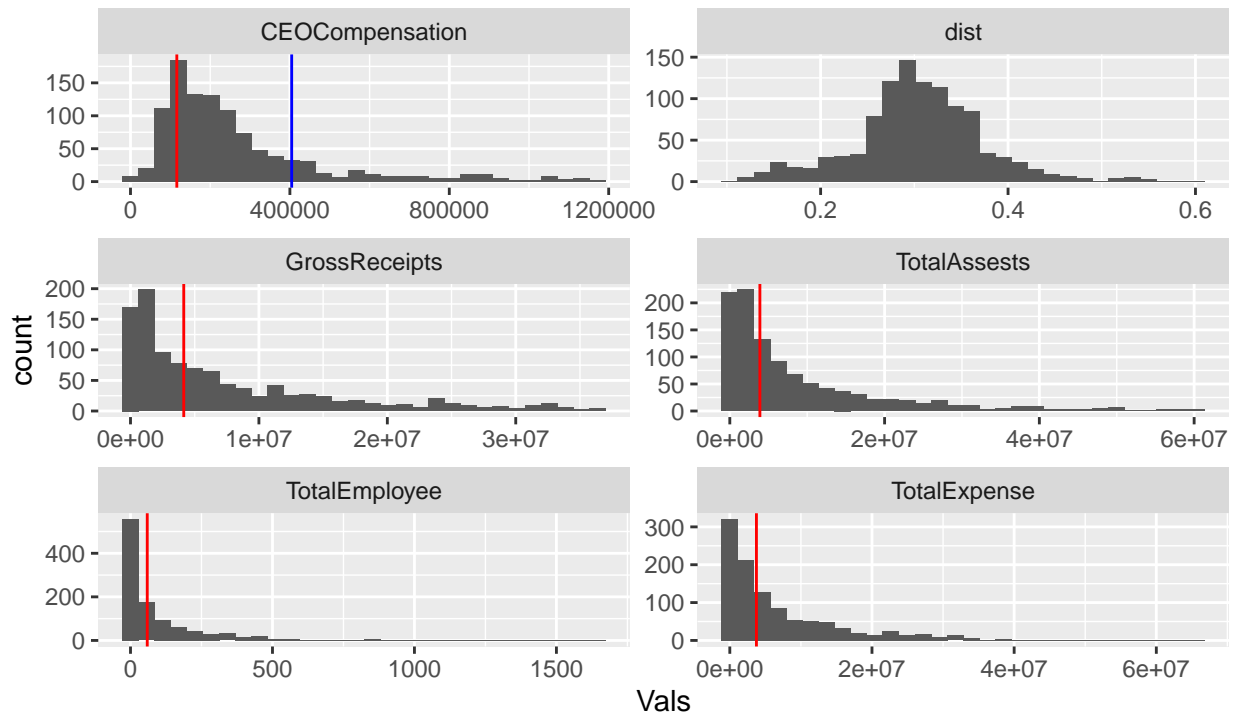 CEOCompensation
dist
150
100
50
0
0
400000
800000
1200000
150
100
50
0
0.2
0.4
0.6
GrossReceipts
TotalAssests
count
200
150
100
50
0
0e+00
1e+07
2e+07
3e+07
200
150
100
50
0
0e+00
2e+07
4e+07
6e+07
TotalEmployee
TotalExpense
400
200
0
0
500
1000
1500
300
200
100
0
0e+00
2e+07
4e+07
6e+07
Vals